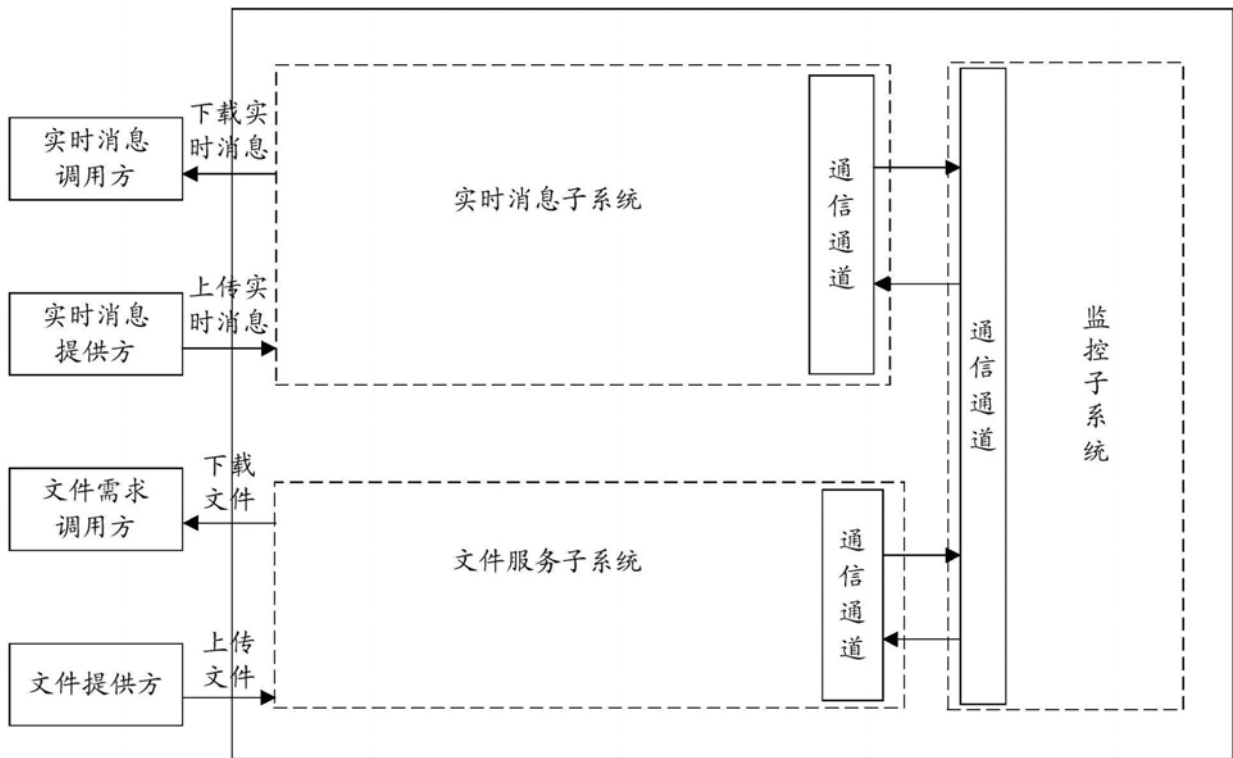 下载实
时消息
实时消息
调用方
实时消息子系统
通信通道
上传实
时消息
实时消息
提供方
通信通道
监控子系统
下载
文件
文件需求
调用方
文件服务子系统
通信通道
上传
文件
文件提供方